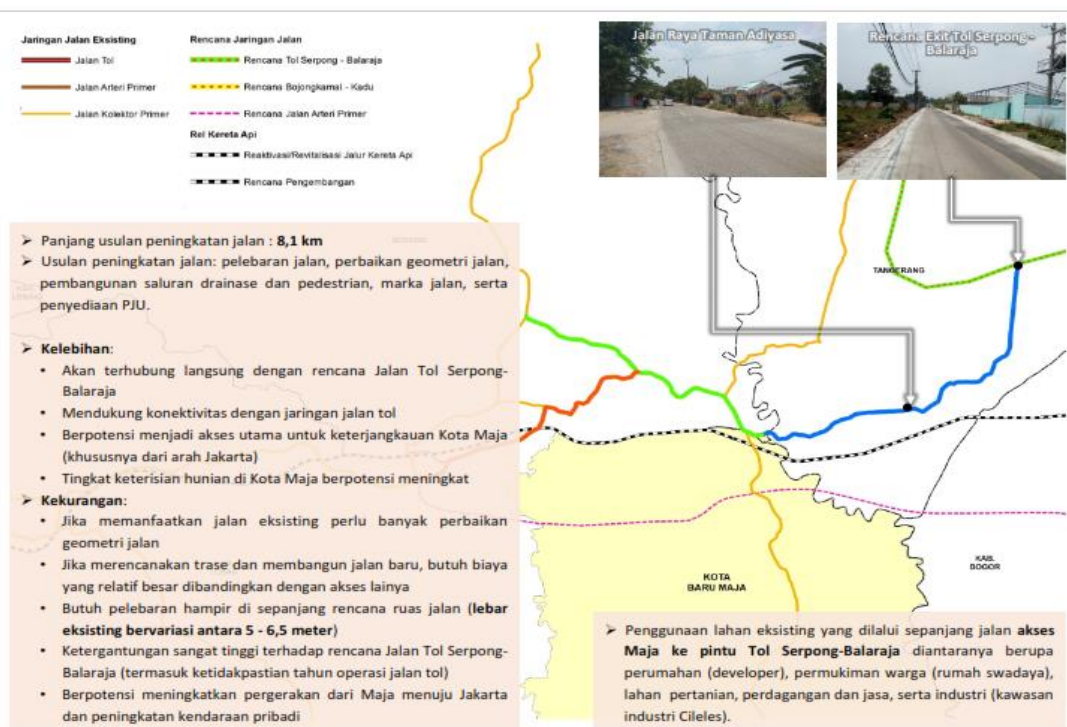 Jaringan Jalan Eksisting
Jalan Tol
Jalan Arteri Primer
Jalan Kolektor Primer
Rencana Jaringan Jalan
Rencana Tol Serpong - Balaraja
Rencana Bojongkamal - Kadu
Rencana Jalan Arteri Primer
Rel Kereta Api
Reaktivasi/Revitalisasi Jalur Kereta Api
Rencana Pengembangan
Jalan Raya Taman Adiyasa
Rencana Exit Tol Serpong -
Balaraja
➢ Panjang usulan peningkatan jalan : 8,1 km
➢ Usulan peningkatan jalan: pelebaran jalan, perbaikan geometri jalan,
pembangunan saluran drainase dan pedestrian, marka jalan, serta
penyediaan PJU.
➢ Kelebihan:
• Akan terhubung langsung dengan rencana Jalan Tol Serpong-
Balaraja
• Mendukung konektivitas dengan jaringan jalan tol
• Berpotensi menjadi akses utama untuk keterjangkauan Kota Maja
(khususnya dari arah Jakarta)
• Tingkat keterisian hunian di Kota Maja berpotensi meningkat
➢ Kekurangan:
• Jika memanfaatkan jalan eksisting perlu banyak perbaikan
geometri jalan
• Jika merencanakan trase dan membangun jalan baru, butuh biaya
yang relatif besar dibandingkan dengan akses lainya
• Butuh pelebaran hampir di sepanjang rencana ruas jalan (lebar
eksisting bervariasi antara 5 - 6,5 meter)
• Ketergantungan sangat tinggi terhadap rencana Jalan Tol Serpong-
Balaraja (termasuk ketidakpastian tahun operasi jalan tol)
• Berpotensi meningkatkan pergerakan dari Maja menuju Jakarta
dan peningkatan kendaraan pribadi
TANGERANG
KOTA
BARU MAJA
KAB.
BOGOR
➢ Penggunaan lahan eksisting yang dilalui sepanjang jalan akses
Maja ke pintu Tol Serpong-Balaraja diantaranya berupa
perumahan (developer), permukiman warga (rumah swadaya),
lahan pertanian, perdagangan dan jasa, serta industri (kawasan
industri Cileles).